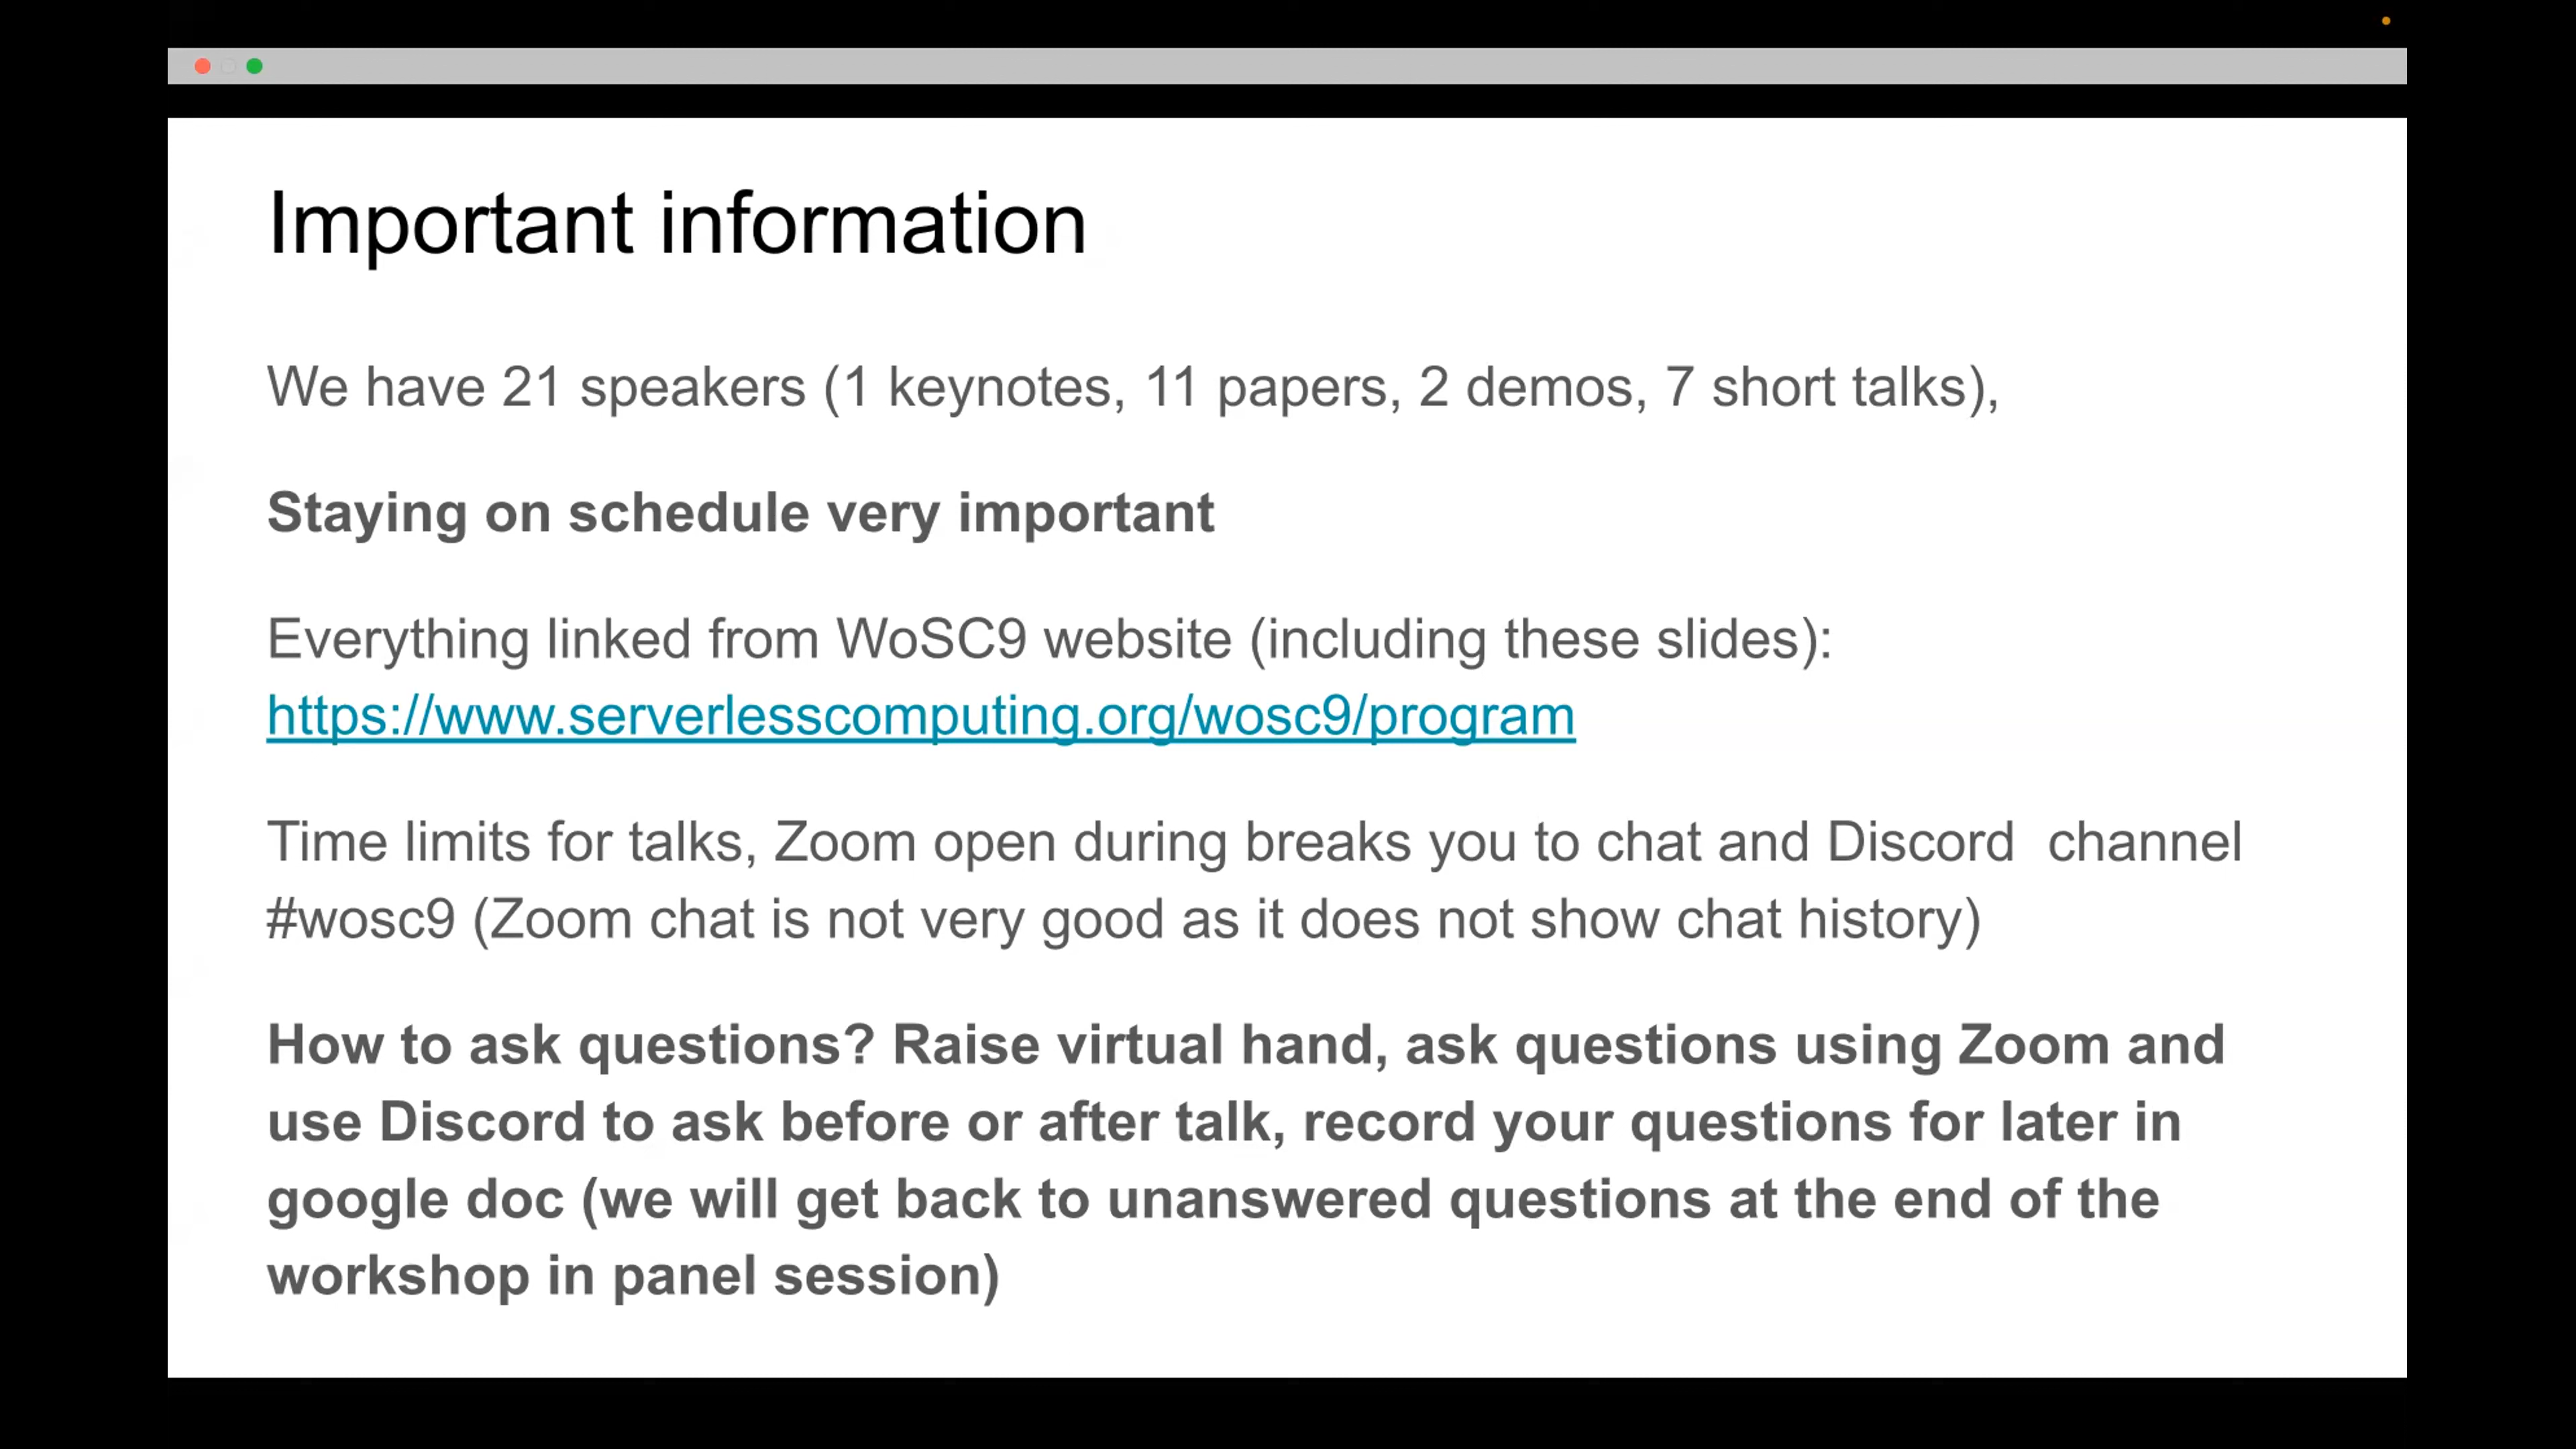 Important information
We have 21 speakers (1 keynotes, 11 papers, 2 demos, 7 short talks),
Staying on schedule very important
Everything linked from WoSC9 website (including these slides):
https://www.serverlesscomputing.org/wosc9/program
Time limits for talks, Zoom open during breaks you to chat and Discord  channel
#wosc9 (Zoom chat is not very good as it does not show chat history)
How to ask questions? Raise virtual hand, ask questions using Zoom and
use Discord to ask before or after talk, record your questions for later in
google doc (we will get back to unanswered questions at the end of the
workshop in panel session)